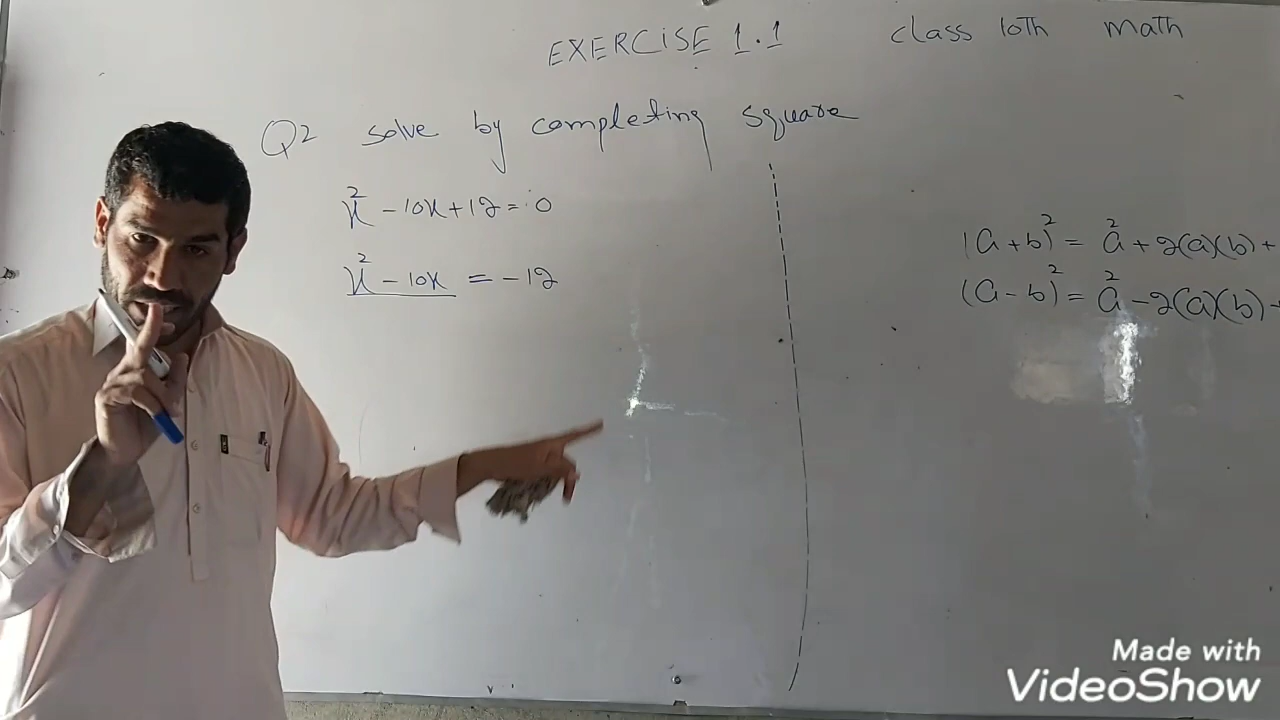 EXERCISE 1.1 class 10th math
Q2 solve by completing square
x² - 10x + 12 = 0
x² - 10x = -12
(a + b)² = a² + 2(a)(b) +
(a - b)² = a² - 2(a)(b) +
Made with
VideoShow